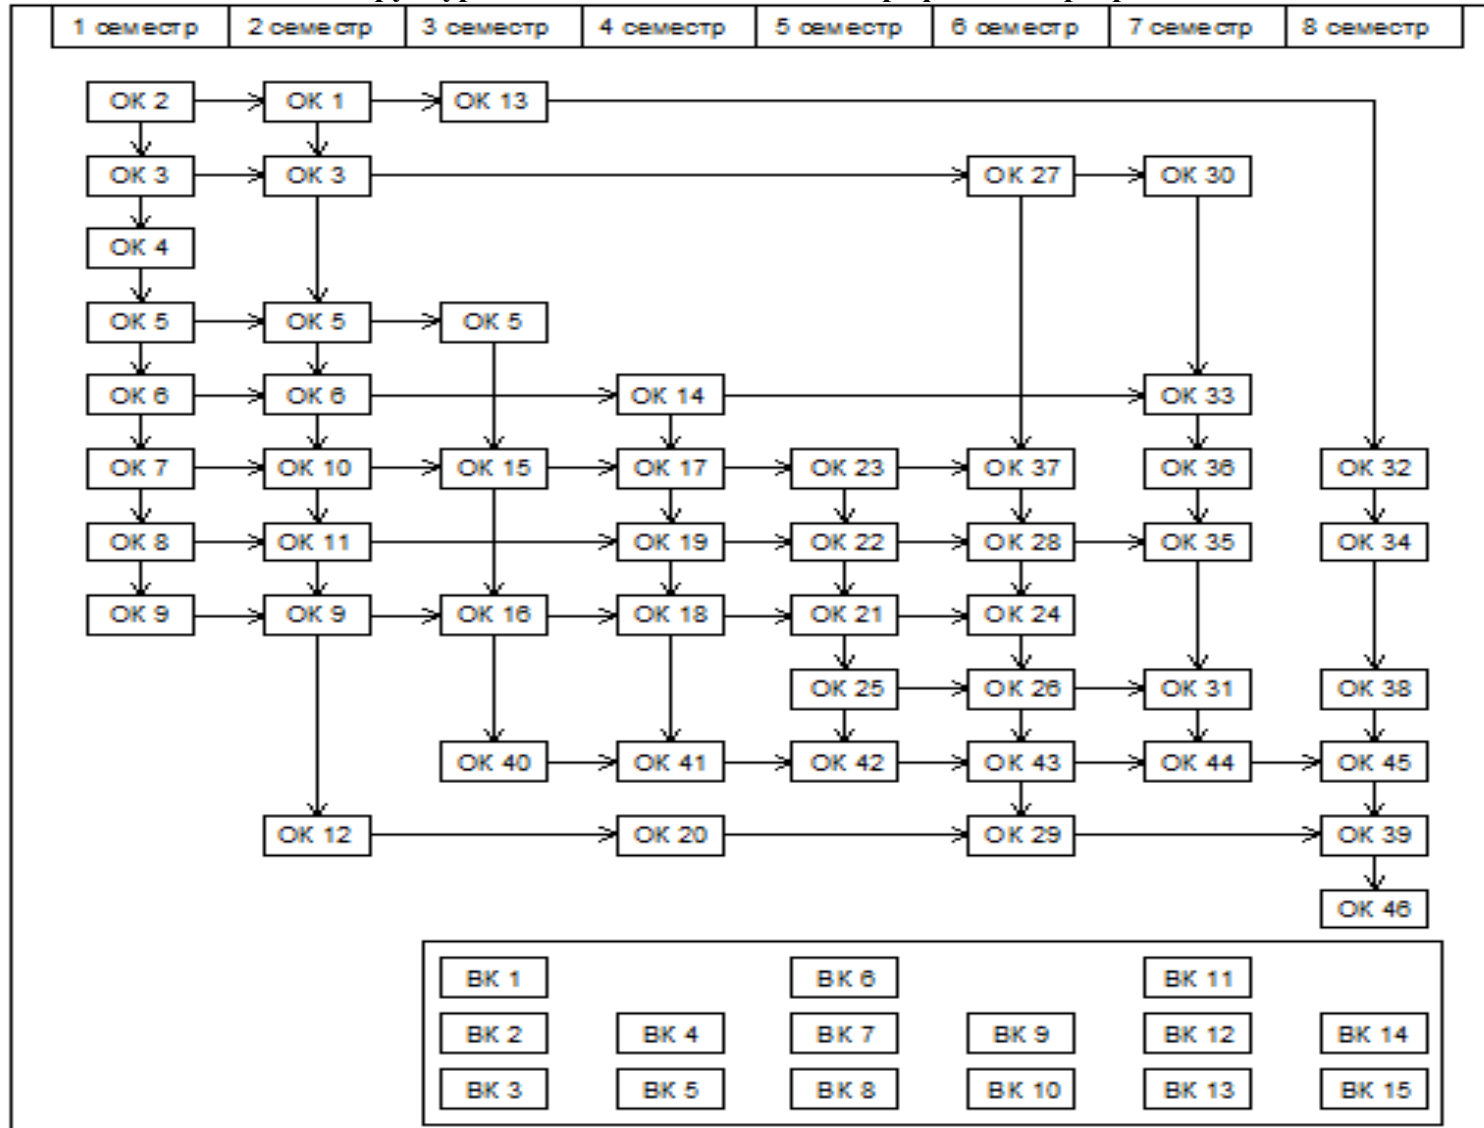 1 семестр 2 семестр 3 семестр 4 семестр 5 семестр 6 семестр 7 семестр 8 семестр
ОК 2 ОК 1 ОК 13
ОК 3 ОК 3 ОК 27 ОК 30
ОК 4
ОК 5 ОК 5 ОК 5
ОК 6 ОК 6 ОК 14 ОК 33
ОК 7 ОК 10 ОК 15 ОК 17 ОК 23 ОК 37 ОК 36 ОК 32
ОК 8 ОК 11 ОК 19 ОК 22 ОК 28 ОК 35 ОК 34
ОК 9 ОК 9 ОК 16 ОК 18 ОК 21 ОК 24
ОК 25 ОК 26 ОК 31 ОК 38
ОК 40 ОК 41 ОК 42 ОК 43 ОК 44 ОК 45
ОК 12 ОК 20 ОК 29 ОК 39
ОК 46
ВК 1 ВК 6 ВК 11
ВК 2 ВК 4 ВК 7 ВК 9 ВК 12 ВК 14
ВК 3 ВК 5 ВК 8 ВК 10 ВК 13 ВК 15